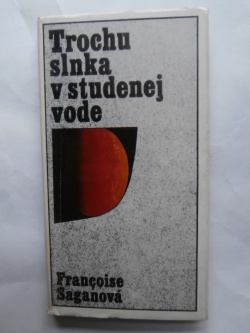 Trochu
slnka
v studenej
vode
Françoise
Saganová